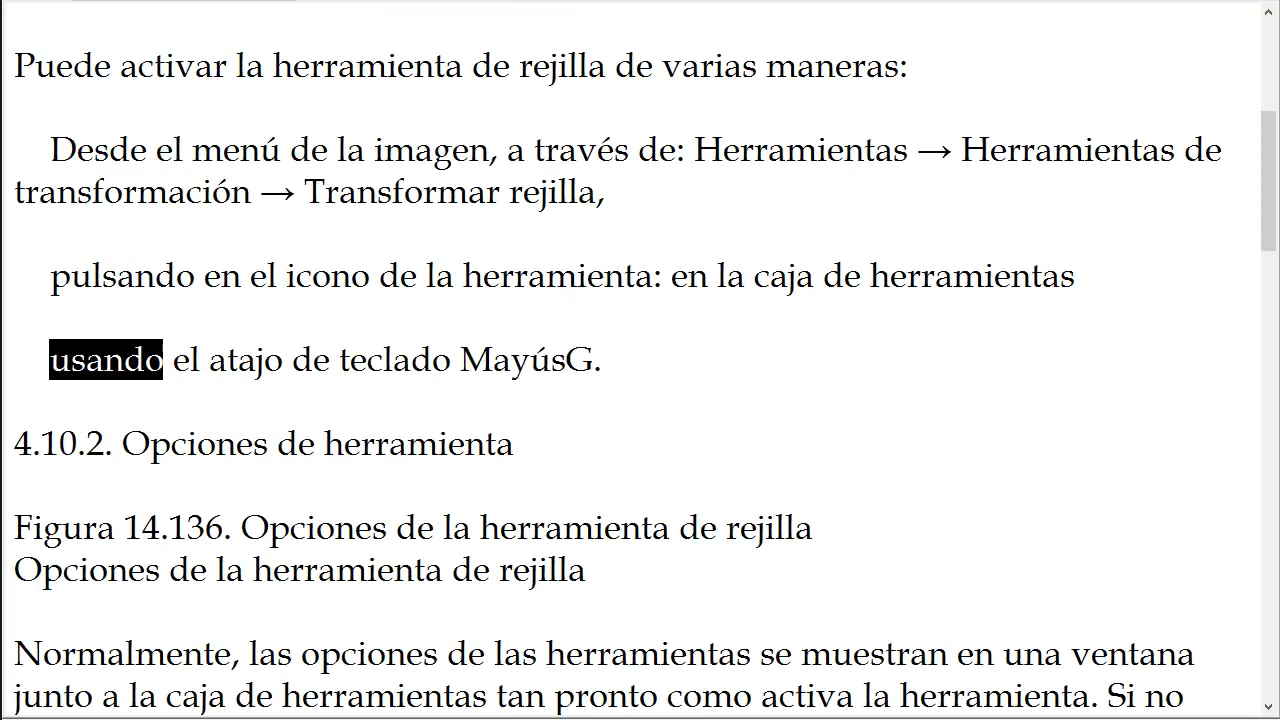 Puede activar la herramienta de rejilla de varias maneras:
Desde el menú de la imagen, a través de: Herramientas → Herramientas de
transformación → Transformar rejilla,
pulsando en el icono de la herramienta: en la caja de herramientas
usando el atajo de teclado MayúsG.
4.10.2. Opciones de herramienta
Figura 14.136. Opciones de la herramienta de rejilla
Opciones de la herramienta de rejilla
Normalmente, las opciones de las herramientas se muestran en una ventana
junto a la caja de herramientas tan pronto como activa la herramienta. Si no